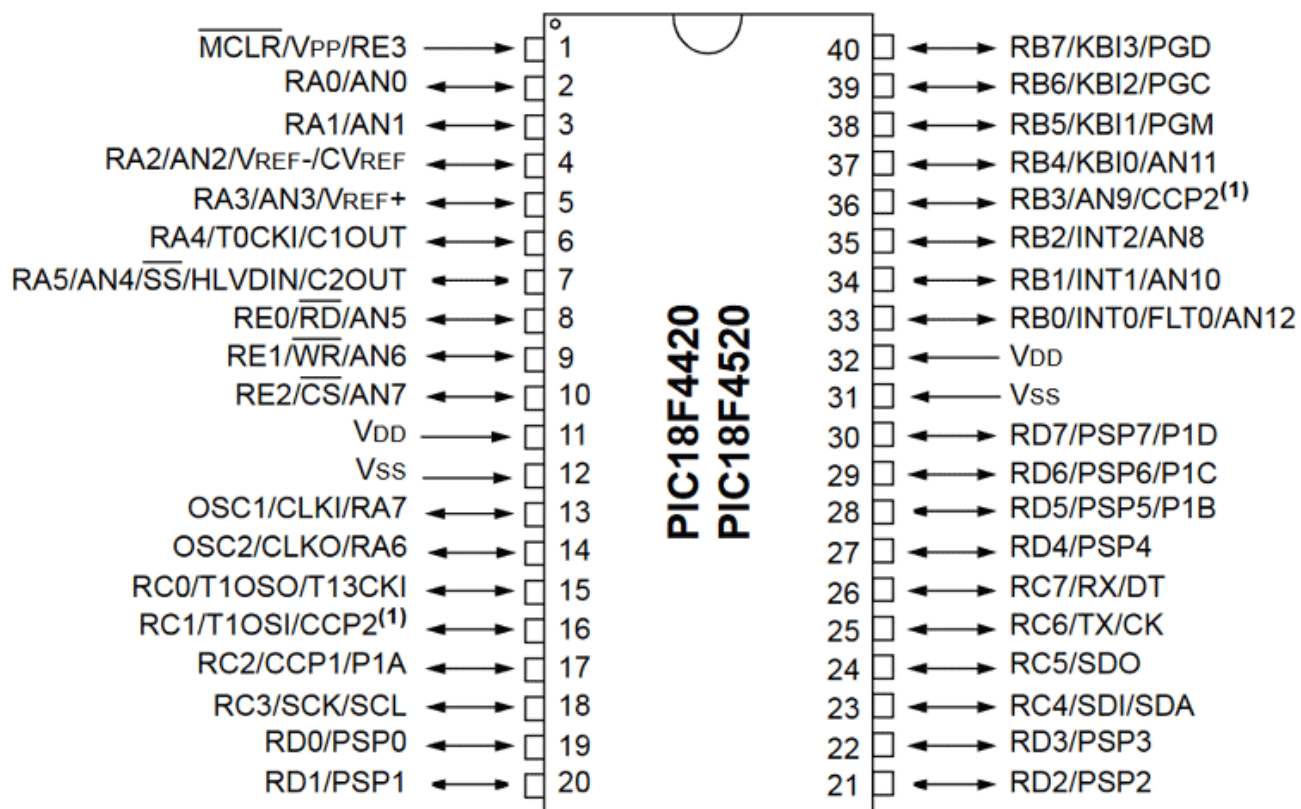 MCLR/VPP/RE3 1 40 RB7/KBI3/PGD
RA0/AN0 2 39 RB6/KBI2/PGC
RA1/AN1 3 38 RB5/KBI1/PGM
RA2/AN2/VREF-/CVREF 4 37 RB4/KBI0/AN11
RA3/AN3/VREF+ 5 36 RB3/AN9/CCP2(1)
RA4/T0CKI/C1OUT 6 35 RB2/INT2/AN8
RA5/AN4/SS/HLVDIN/C2OUT 7 34 RB1/INT1/AN10
RE0/RD/AN5 8 33 RB0/INT0/FLT0/AN12
RE1/WR/AN6 9 32 VDD
RE2/CS/AN7 10 31 VSS
VDD 11 30 RD7/PSP7/P1D
VSS 12 29 RD6/PSP6/P1C
OSC1/CLKI/RA7 13 28 RD5/PSP5/P1B
OSC2/CLKO/RA6 14 27 RD4/PSP4
RC0/T1OSO/T13CKI 15 26 RC7/RX/DT
RC1/T1OSI/CCP2(1) 16 25 RC6/TX/CK
RC2/CCP1/P1A 17 24 RC5/SDO
RC3/SCK/SCL 18 23 RC4/SDI/SDA
RD0/PSP0 19 22 RD3/PSP3
RD1/PSP1 20 21 RD2/PSP2
PIC18F4420
PIC18F4520